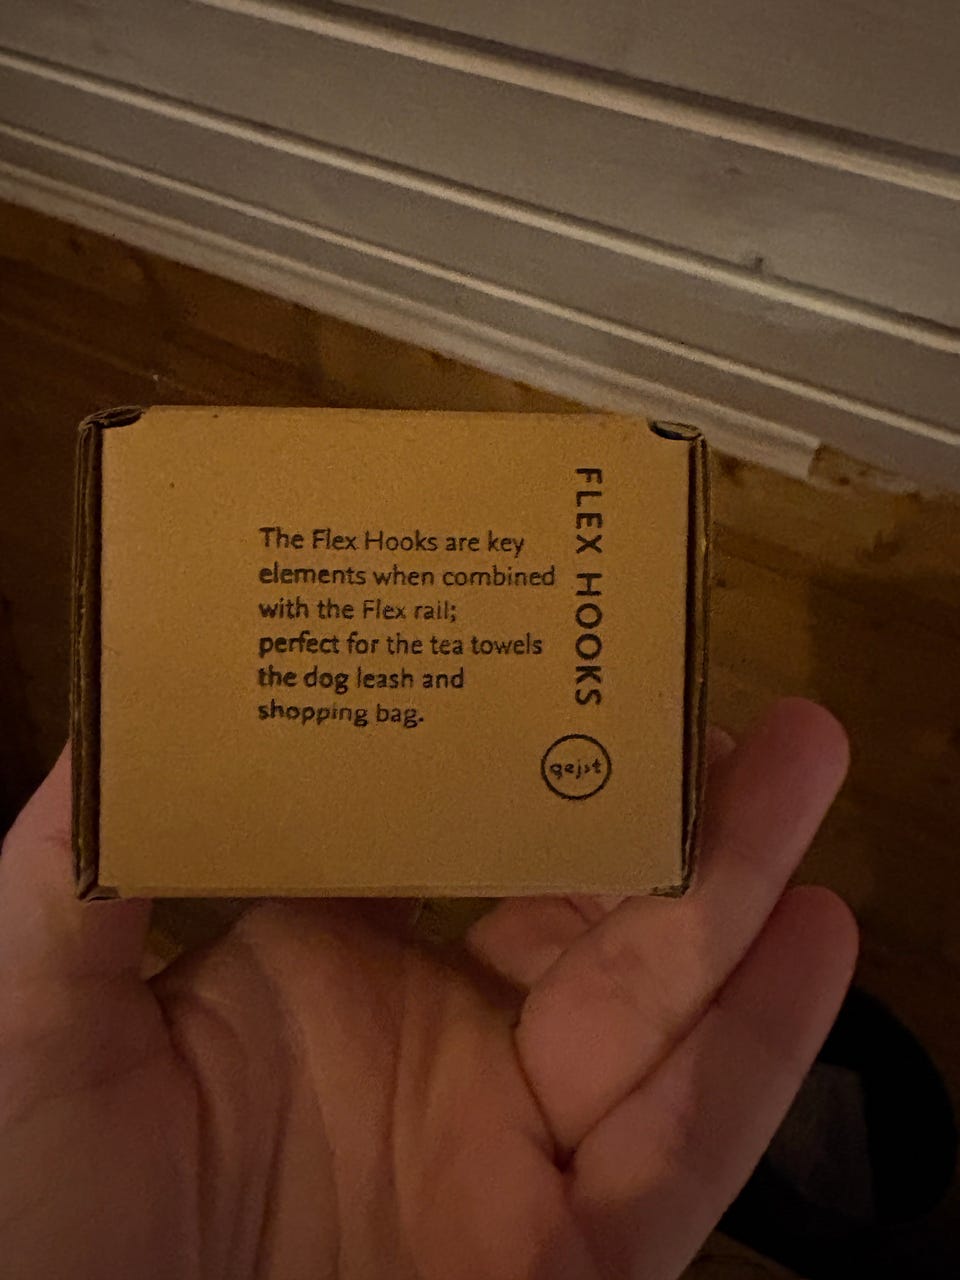 The Flex Hooks are key
elements when combined
with the Flex rail;
perfect for the tea towels
the dog leash and
shopping bag.
FLEX HOOKS
gejst